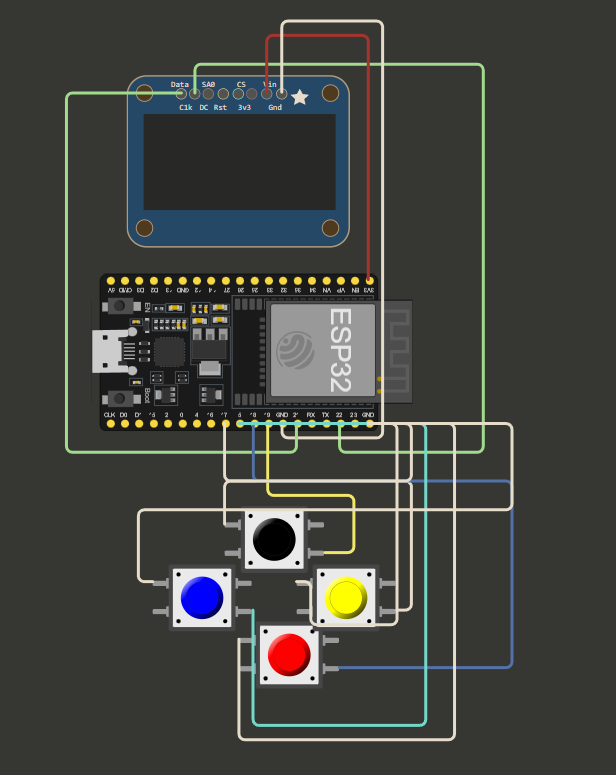 Data SA0 CS Vin
C1k DC Rst 3v3 Gnd
5V CMD D3 D2 13 GND 12 14 27 26 25 33 32 35 34 VN VP EN 3V3
EN
ESP32
Boot
CLK D0 D1 15 2 0 4 16 17 5 18 19 GND 21 RX TX 22 23 GND